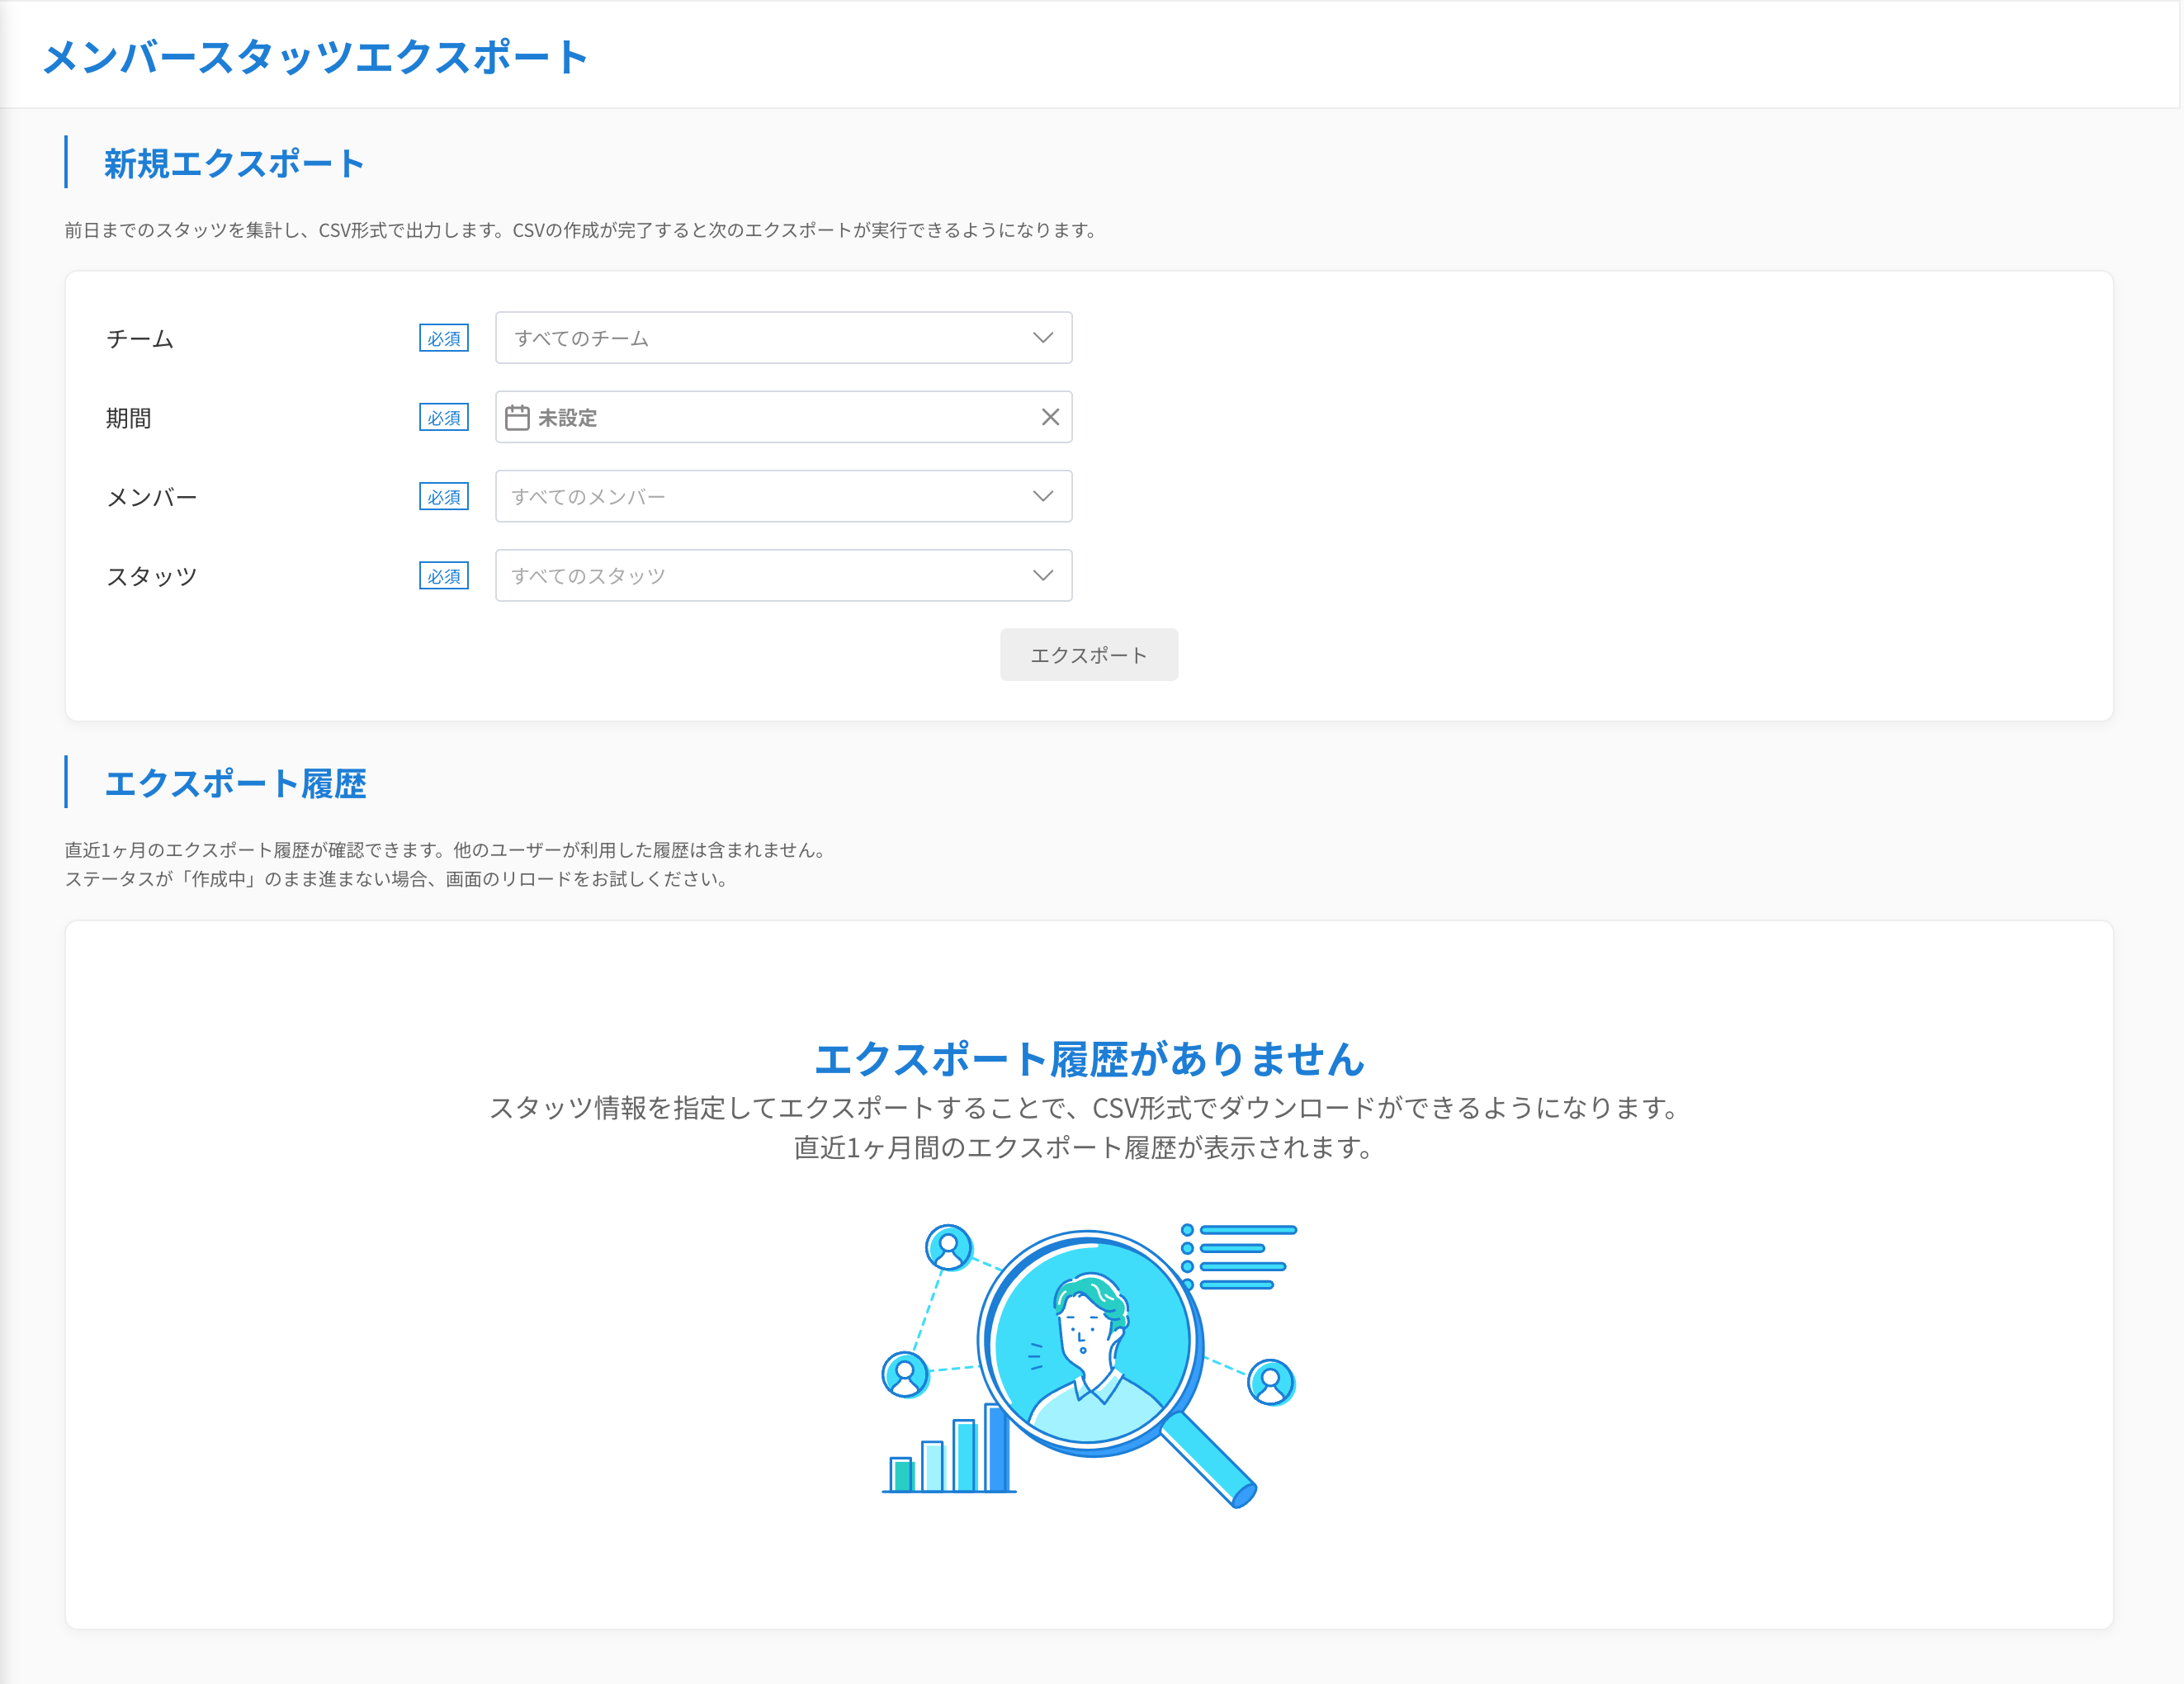 メンバースタッツエクスポート
新規エクスポート
前日までのスタッツを集計し、CSV形式で出力します。CSVの作成が完了すると次のエクスポートが実行できるようになります。
チーム 必須 すべてのチーム
期間 必須 未設定
メンバー 必須 すべてのメンバー
スタッツ 必須 すべてのスタッツ
エクスポート
エクスポート履歴
直近1ヶ月のエクスポート履歴が確認できます。他のユーザーが利用した履歴は含まれません。
ステータスが「作成中」のまま進まない場合、画面のリロードをお試しください。
エクスポート履歴がありません
スタッツ情報を指定してエクスポートすることで、CSV形式でダウンロードができるようになります。
直近1ヶ月間のエクスポート履歴が表示されます。